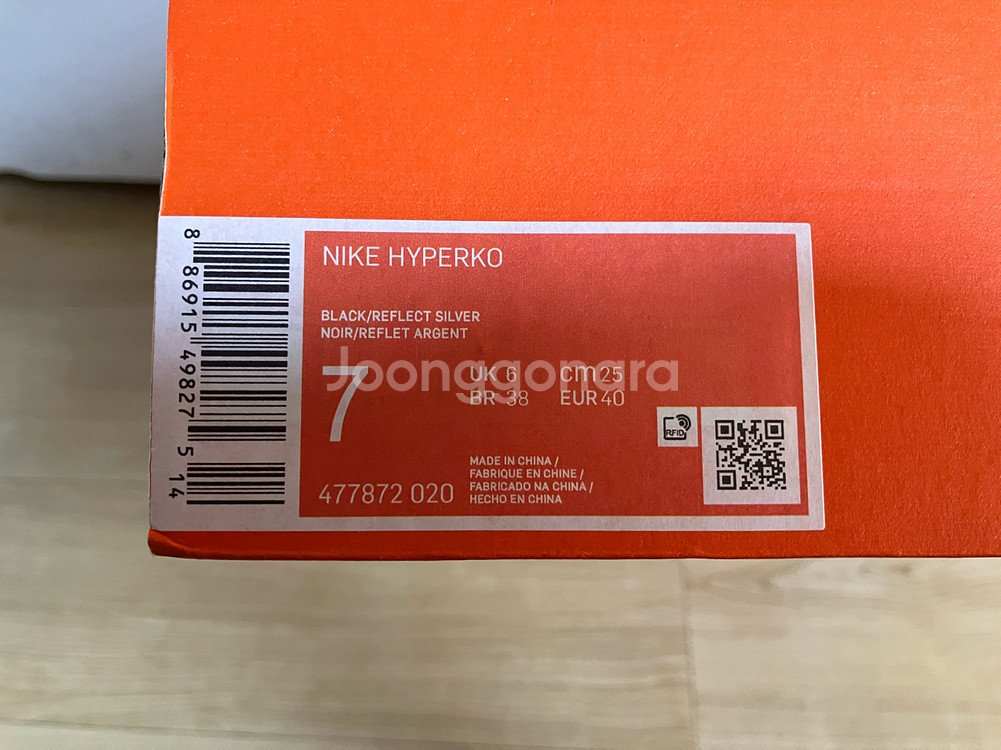 NIKE HYPERKO
BLACK/REFLECT SILVER
NOIR/REFLET ARGENT
7
UK 6 cm 25
BR 38 EUR 40
Joonggonara
RFID
MADE IN CHINA /
FABRIQUE EN CHINE /
FABRICADO NA CHINA /
HECHO EN CHINA
477872 020
8 86915 49827 5 14